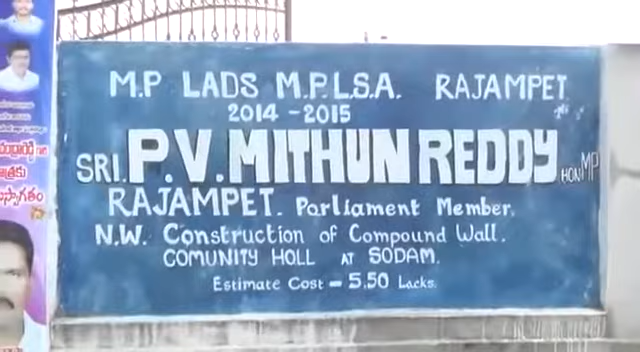 M.P LADS M.P.L.S.A. RAJAMPET
2014 - 2015
SRI. P.V. MITHUN REDDY HON MP
RAJAMPET. Parliament Member.
N.W. Construction of Compound Wall.
COMUNITY HOLL AT SODAM.
Estimate Cost - 5.50 Lacks.